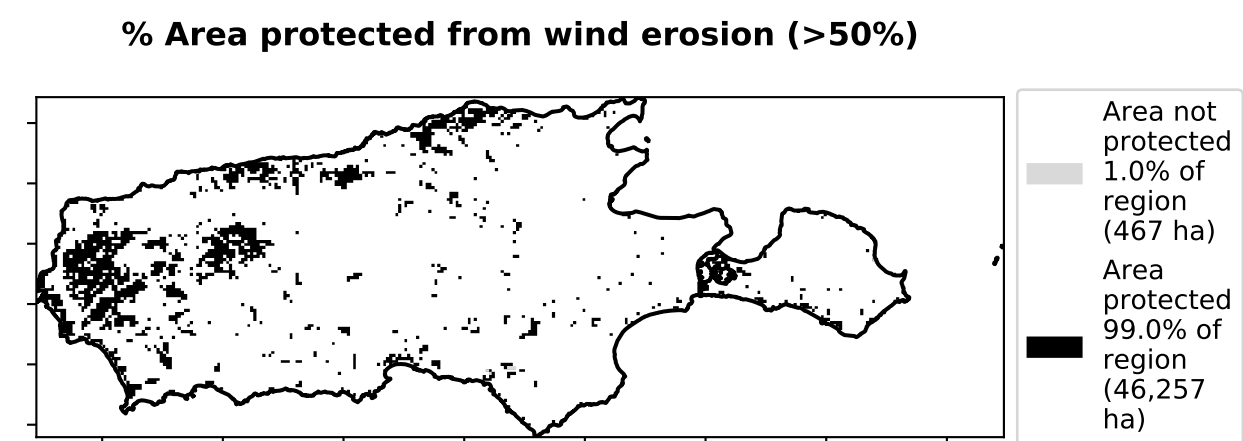 % Area protected from wind erosion (>50%)
Area not
protected
1.0% of
region
(467 ha)
Area
protected
99.0% of
region
(46,257
ha)